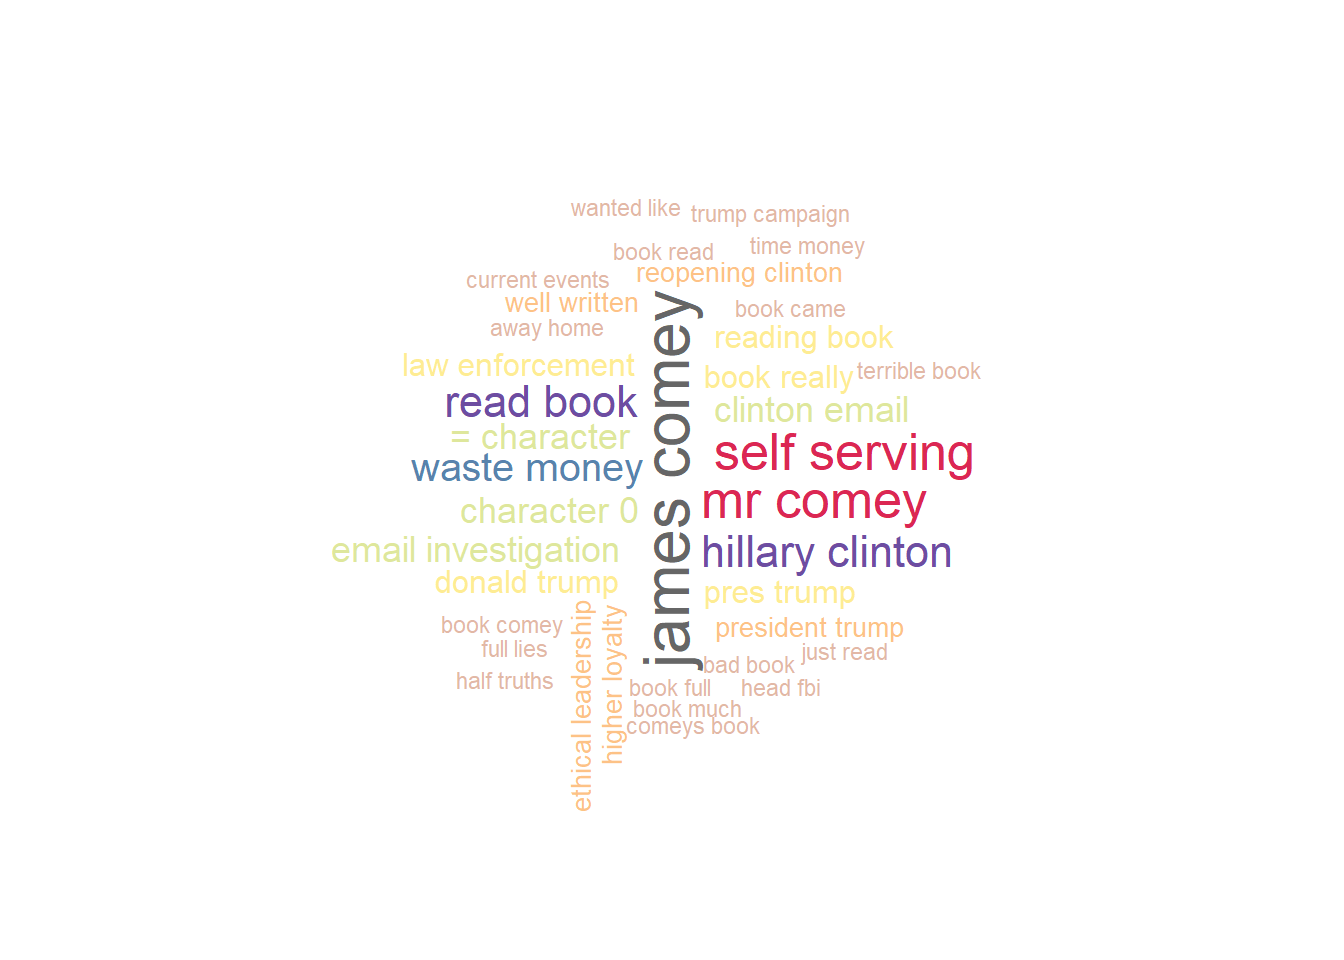 wanted like
trump campaign
book read
time money
reopening clinton
current events
well written
book came
away home
reading book
law enforcement
book really
terrible book
read book
clinton email
= character
self serving
waste money
mr comey
character 0
james comey
email investigation
hillary clinton
donald trump
pres trump
book comey
president trump
full lies
just read
half truths
bad book
ethical leadership
higher loyalty
book full
head fbi
book much
comeys book